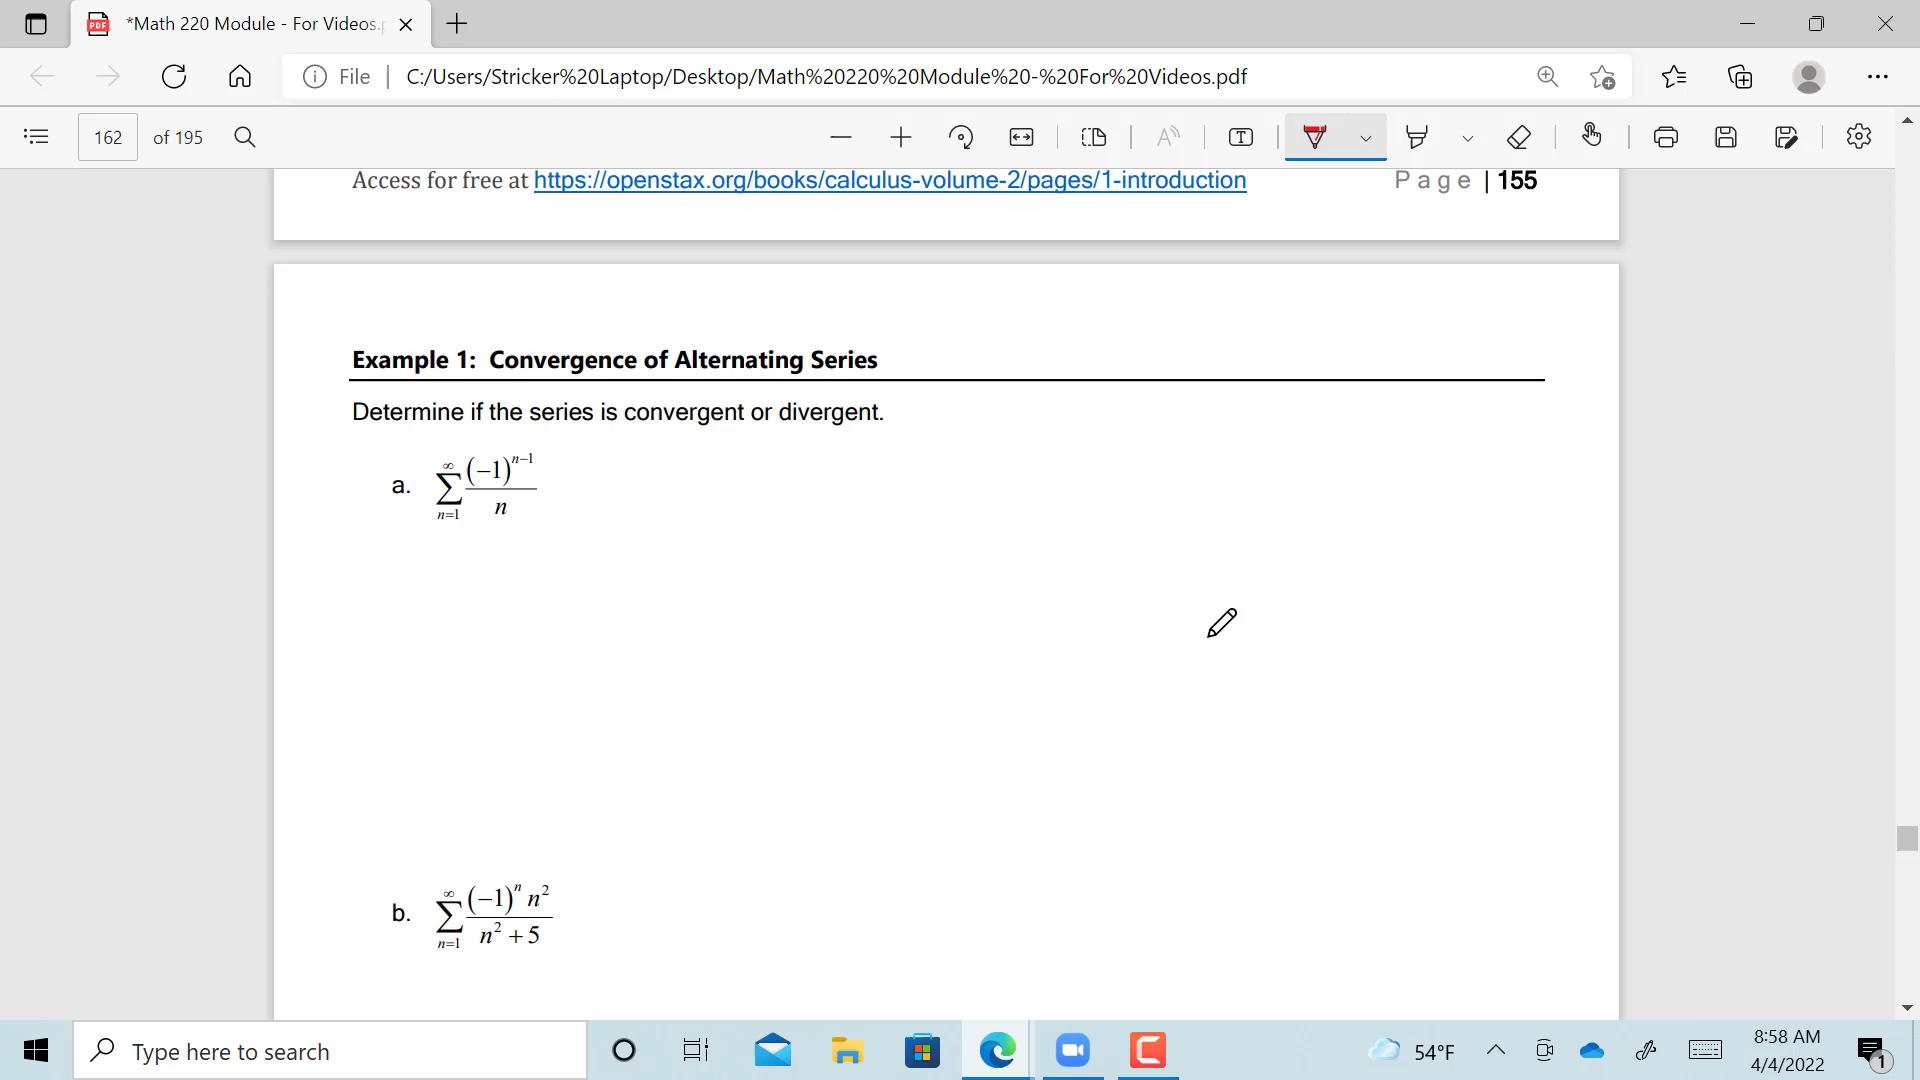 *Math 220 Module - For Videos.p
File | C:/Users/Stricker%20Laptop/Desktop/Math%20220%20Module%20-%20For%20Videos.pdf
162 of 195
Access for free at https://openstax.org/books/calculus-volume-2/pages/1-introduction Page | 155
Example 1: Convergence of Alternating Series
Determine if the series is convergent or divergent.
a. ∑_{n=1}^{∞} (−1)^{n−1} / n
b. ∑_{n=1}^{∞} (−1)^n n² / (n² + 5)
Type here to search
54°F
8:58 AM
4/4/2022
1